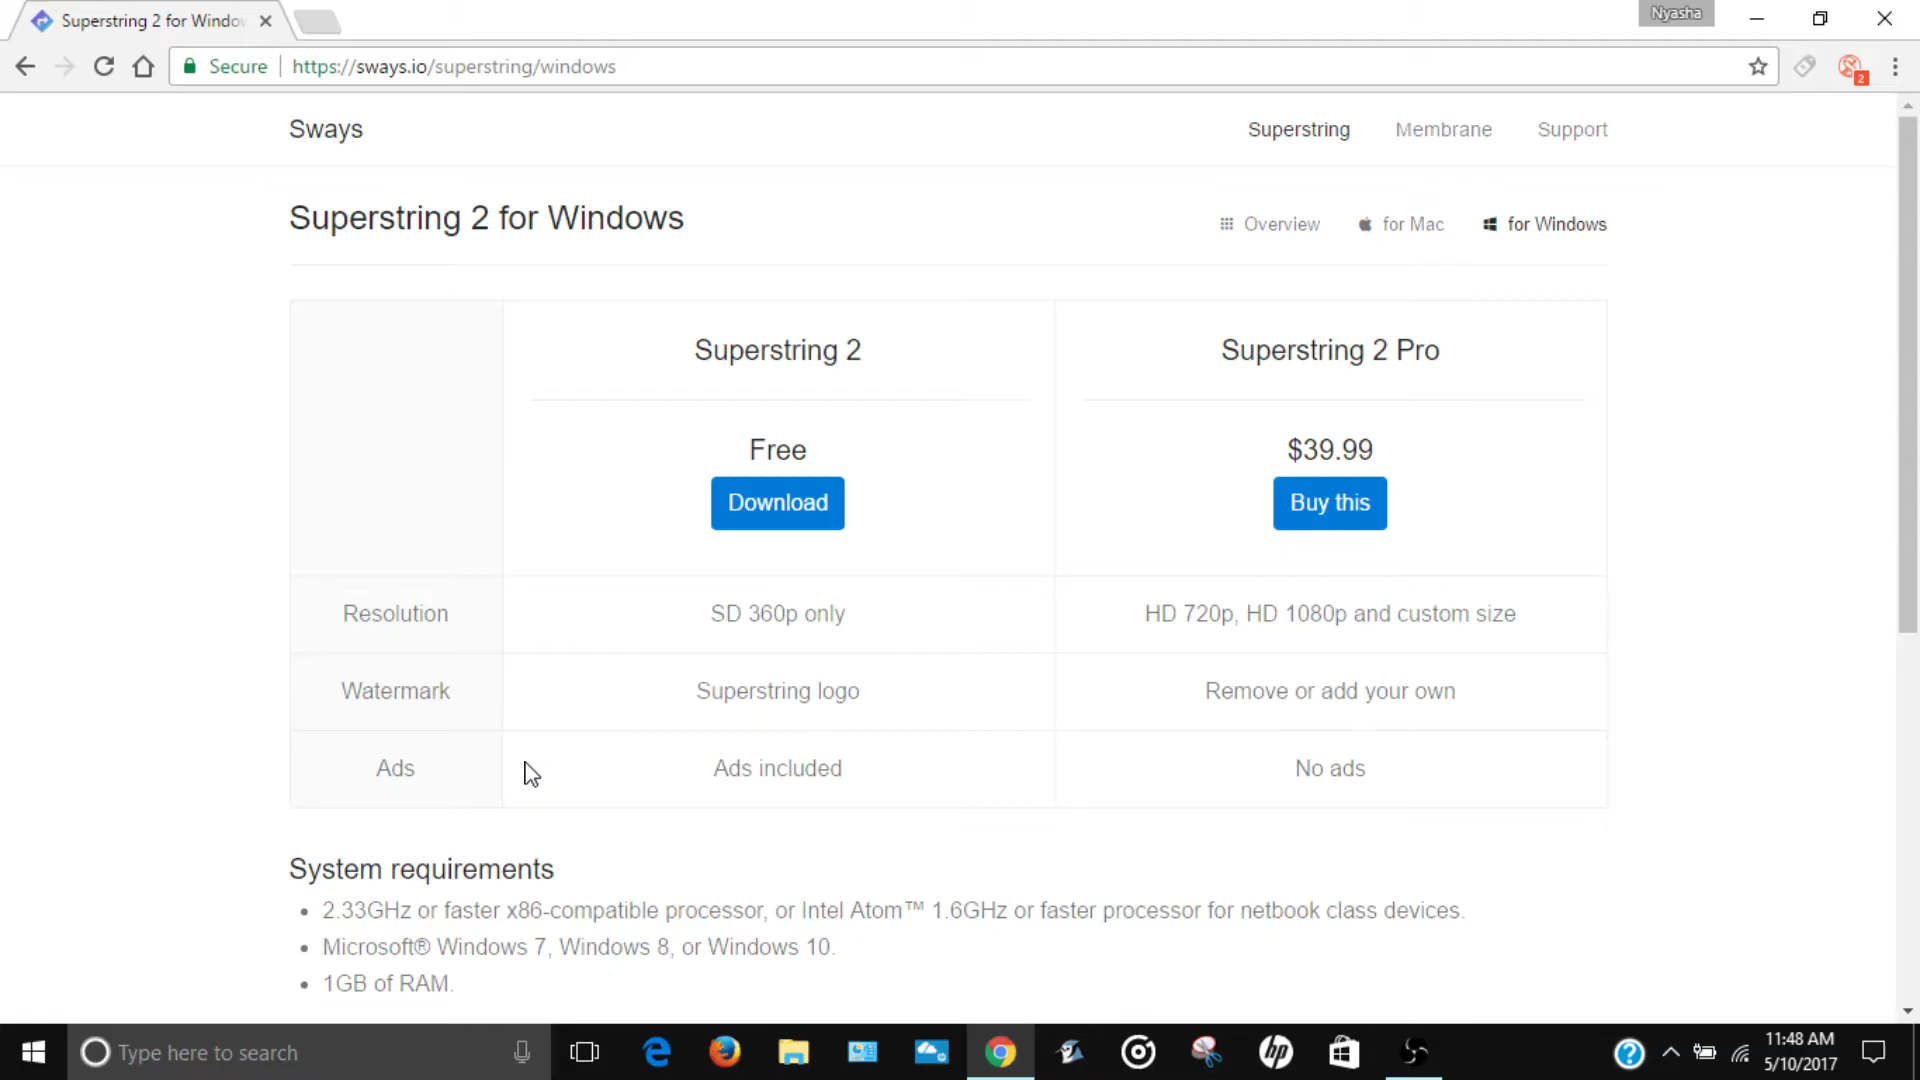 Superstring 2 for Windo
Nyasha
Secure
https://sways.io/superstring/windows
2
Sways
Superstring
Membrane
Support
Superstring 2 for Windows
Overview
for Mac
for Windows
Superstring 2
Superstring 2 Pro
Free
$39.99
Download
Buy this
Resolution
SD 360p only
HD 720p, HD 1080p and custom size
Watermark
Superstring logo
Remove or add your own
Ads
Ads included
No ads
System requirements
• 2.33GHz or faster x86-compatible processor, or Intel Atom™ 1.6GHz or faster processor for netbook class devices.
• Microsoft® Windows 7, Windows 8, or Windows 10.
• 1GB of RAM.
Type here to search
hp
?
11:48 AM
5/10/2017